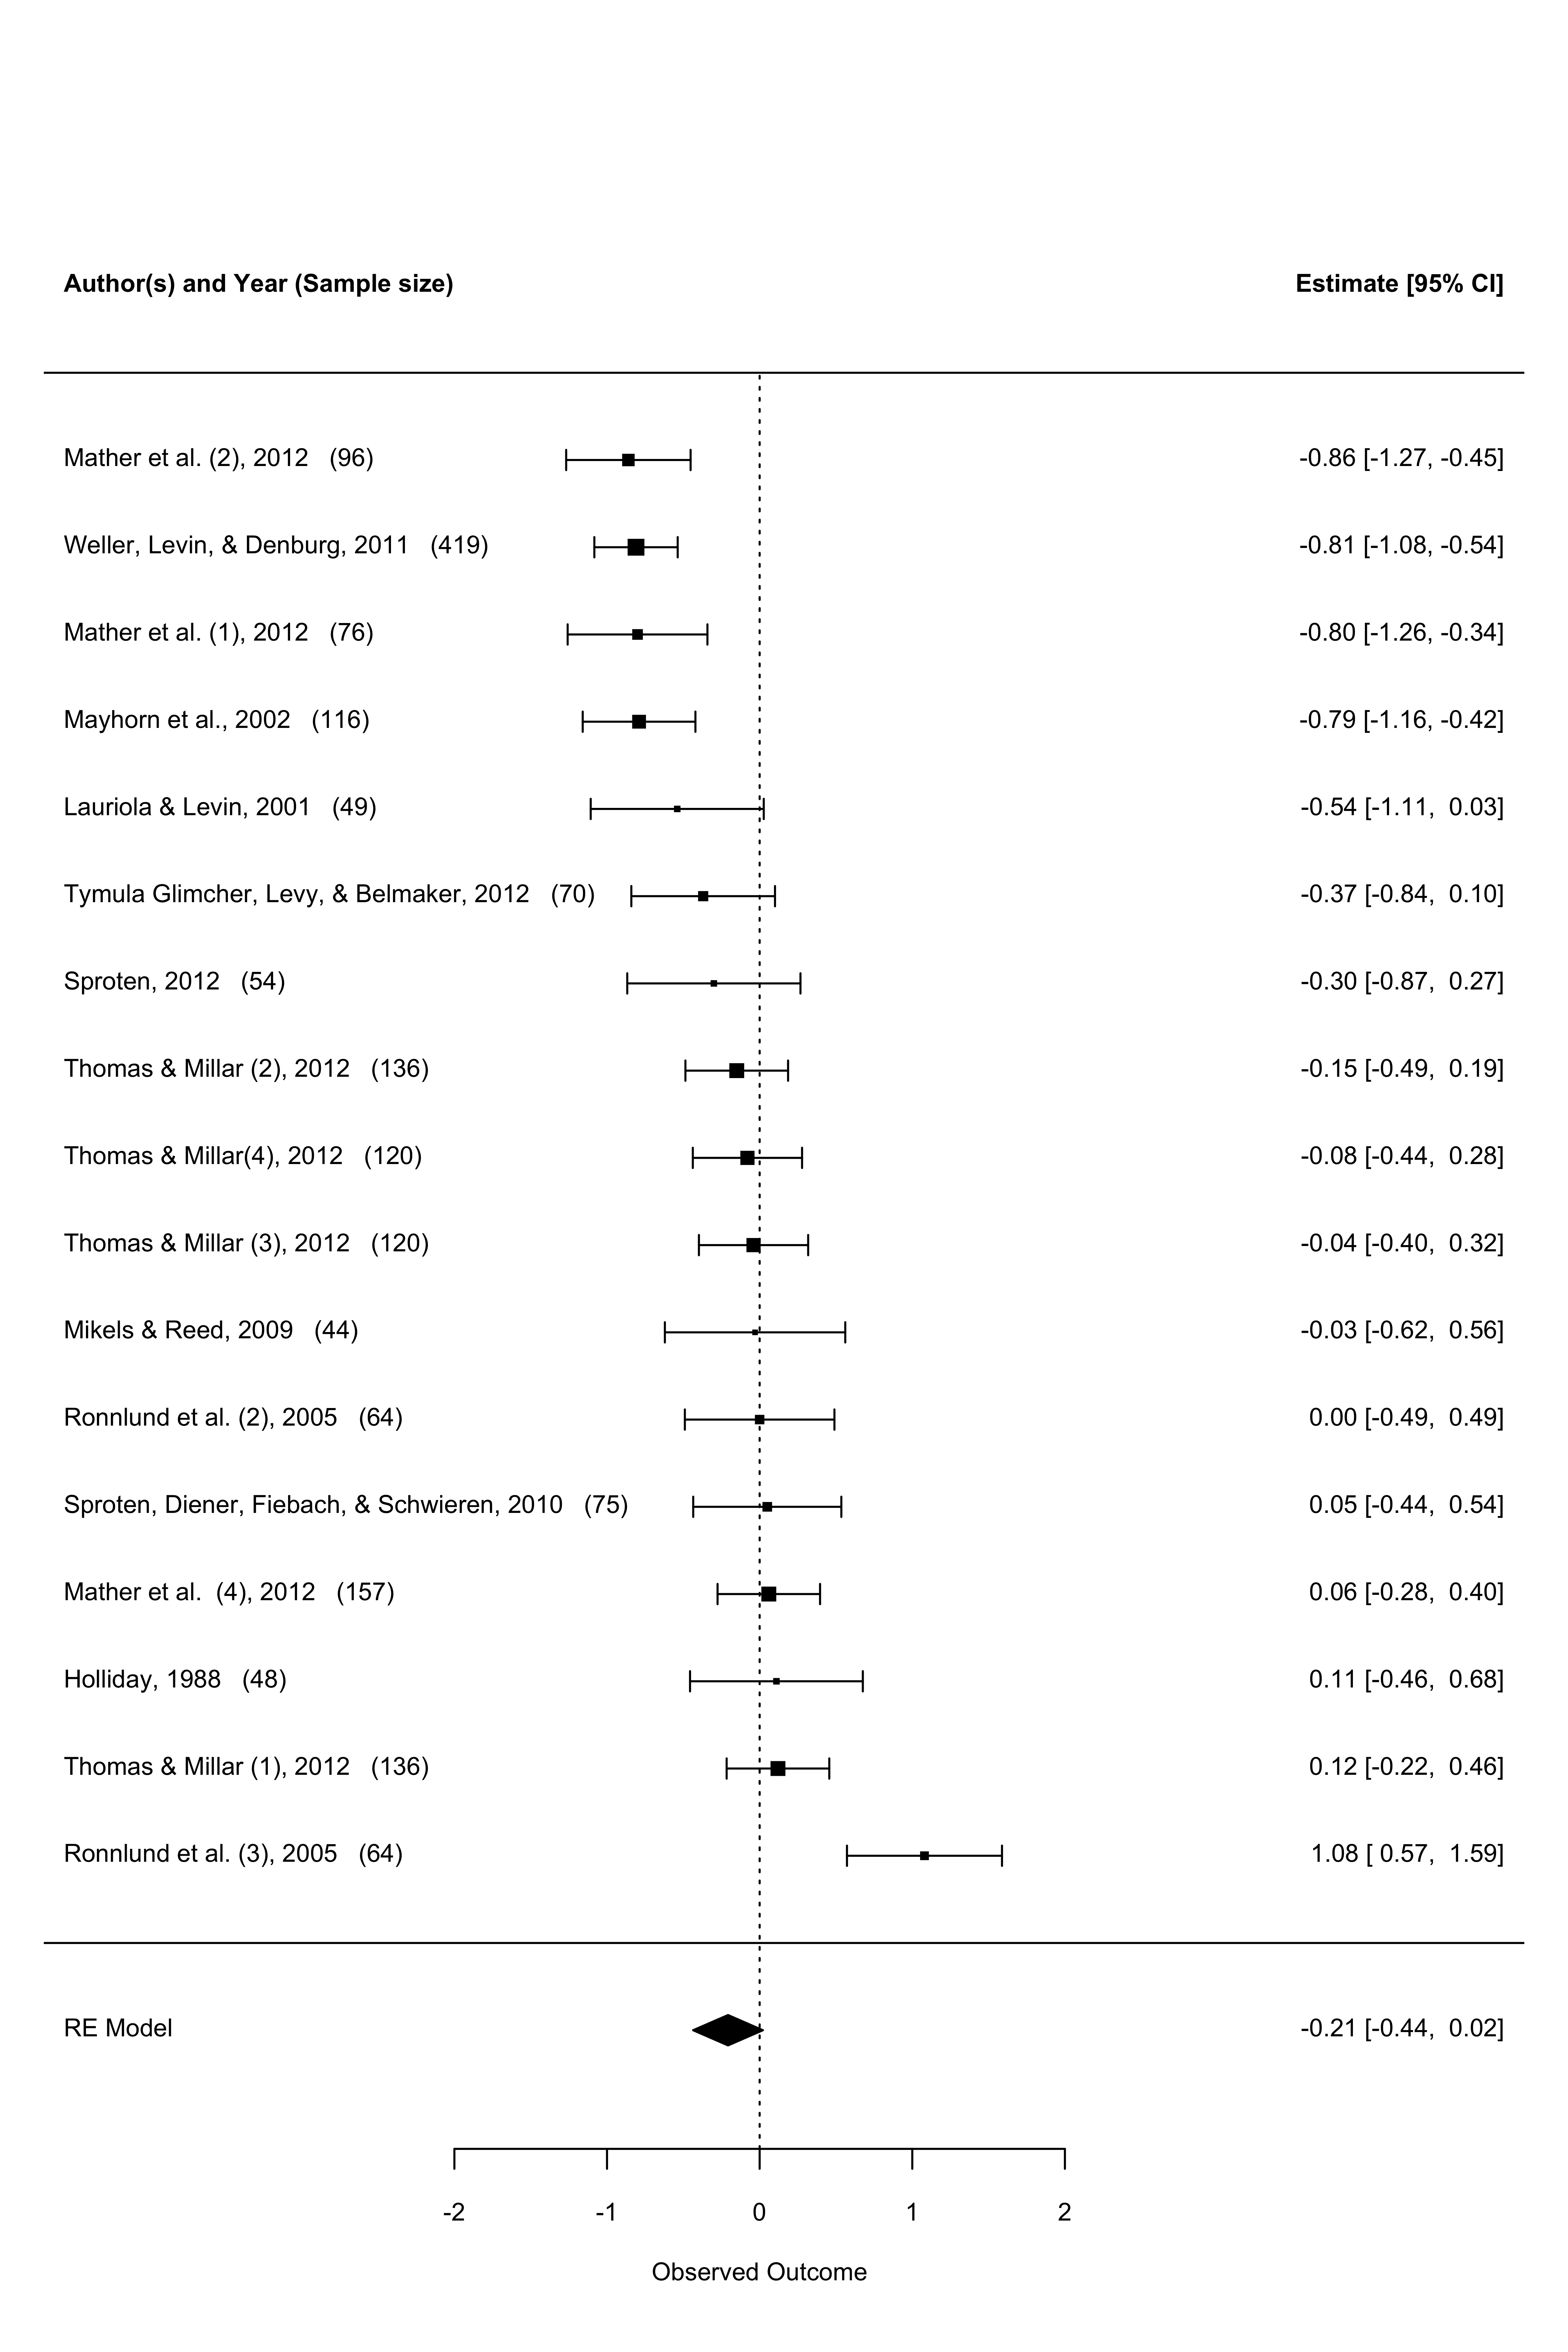 Author(s) and Year (Sample size) Estimate [95% CI]
Mather et al. (2), 2012 (96) -0.86 [-1.27, -0.45]
Weller, Levin, & Denburg, 2011 (419) -0.81 [-1.08, -0.54]
Mather et al. (1), 2012 (76) -0.80 [-1.26, -0.34]
Mayhorn et al., 2002 (116) -0.79 [-1.16, -0.42]
Lauriola & Levin, 2001 (49) -0.54 [-1.11, 0.03]
Tymula Glimcher, Levy, & Belmaker, 2012 (70) -0.37 [-0.84, 0.10]
Sproten, 2012 (54) -0.30 [-0.87, 0.27]
Thomas & Millar (2), 2012 (136) -0.15 [-0.49, 0.19]
Thomas & Millar(4), 2012 (120) -0.08 [-0.44, 0.28]
Thomas & Millar (3), 2012 (120) -0.04 [-0.40, 0.32]
Mikels & Reed, 2009 (44) -0.03 [-0.62, 0.56]
Ronnlund et al. (2), 2005 (64) 0.00 [-0.49, 0.49]
Sproten, Diener, Fiebach, & Schwieren, 2010 (75) 0.05 [-0.44, 0.54]
Mather et al. (4), 2012 (157) 0.06 [-0.28, 0.40]
Holliday, 1988 (48) 0.11 [-0.46, 0.68]
Thomas & Millar (1), 2012 (136) 0.12 [-0.22, 0.46]
Ronnlund et al. (3), 2005 (64) 1.08 [ 0.57, 1.59]
RE Model -0.21 [-0.44, 0.02]
-2 -1 0 1 2
Observed Outcome